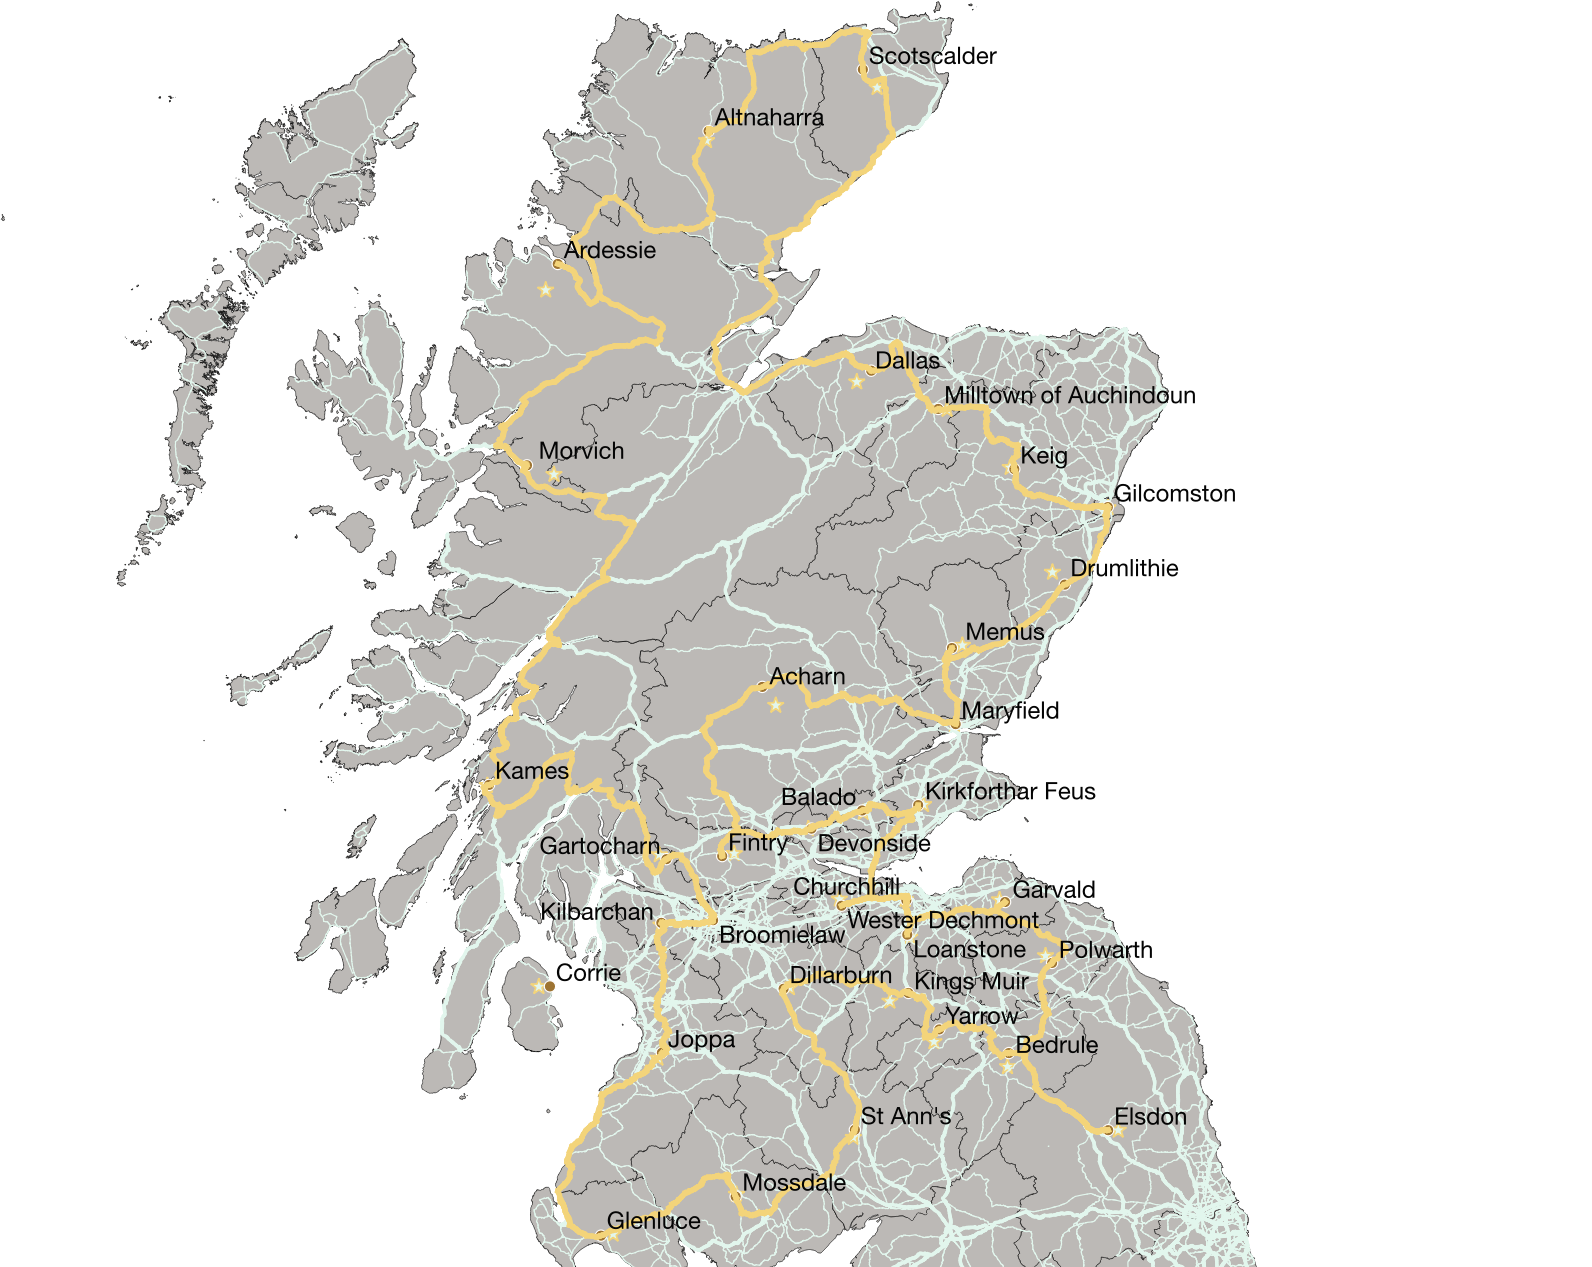 Scotscalder
Altnaharra
Ardessie
Dallas
Milltown of Auchindoun
Morvich
Keig
Gilcomston
Drumlithie
Memus
Acharn
Maryfield
Kames
Balado
Kirkforthar Feus
Gartocharn
Fintry
Devonside
Churchhill
Garvald
Kilbarchan
Wester Dechmont
Broomielaw
Loanstone
Polwarth
Corrie
Dillarburn
Kings Muir
Yarrow
Joppa
Bedrule
St Ann's
Elsdon
Mossdale
Glenluce